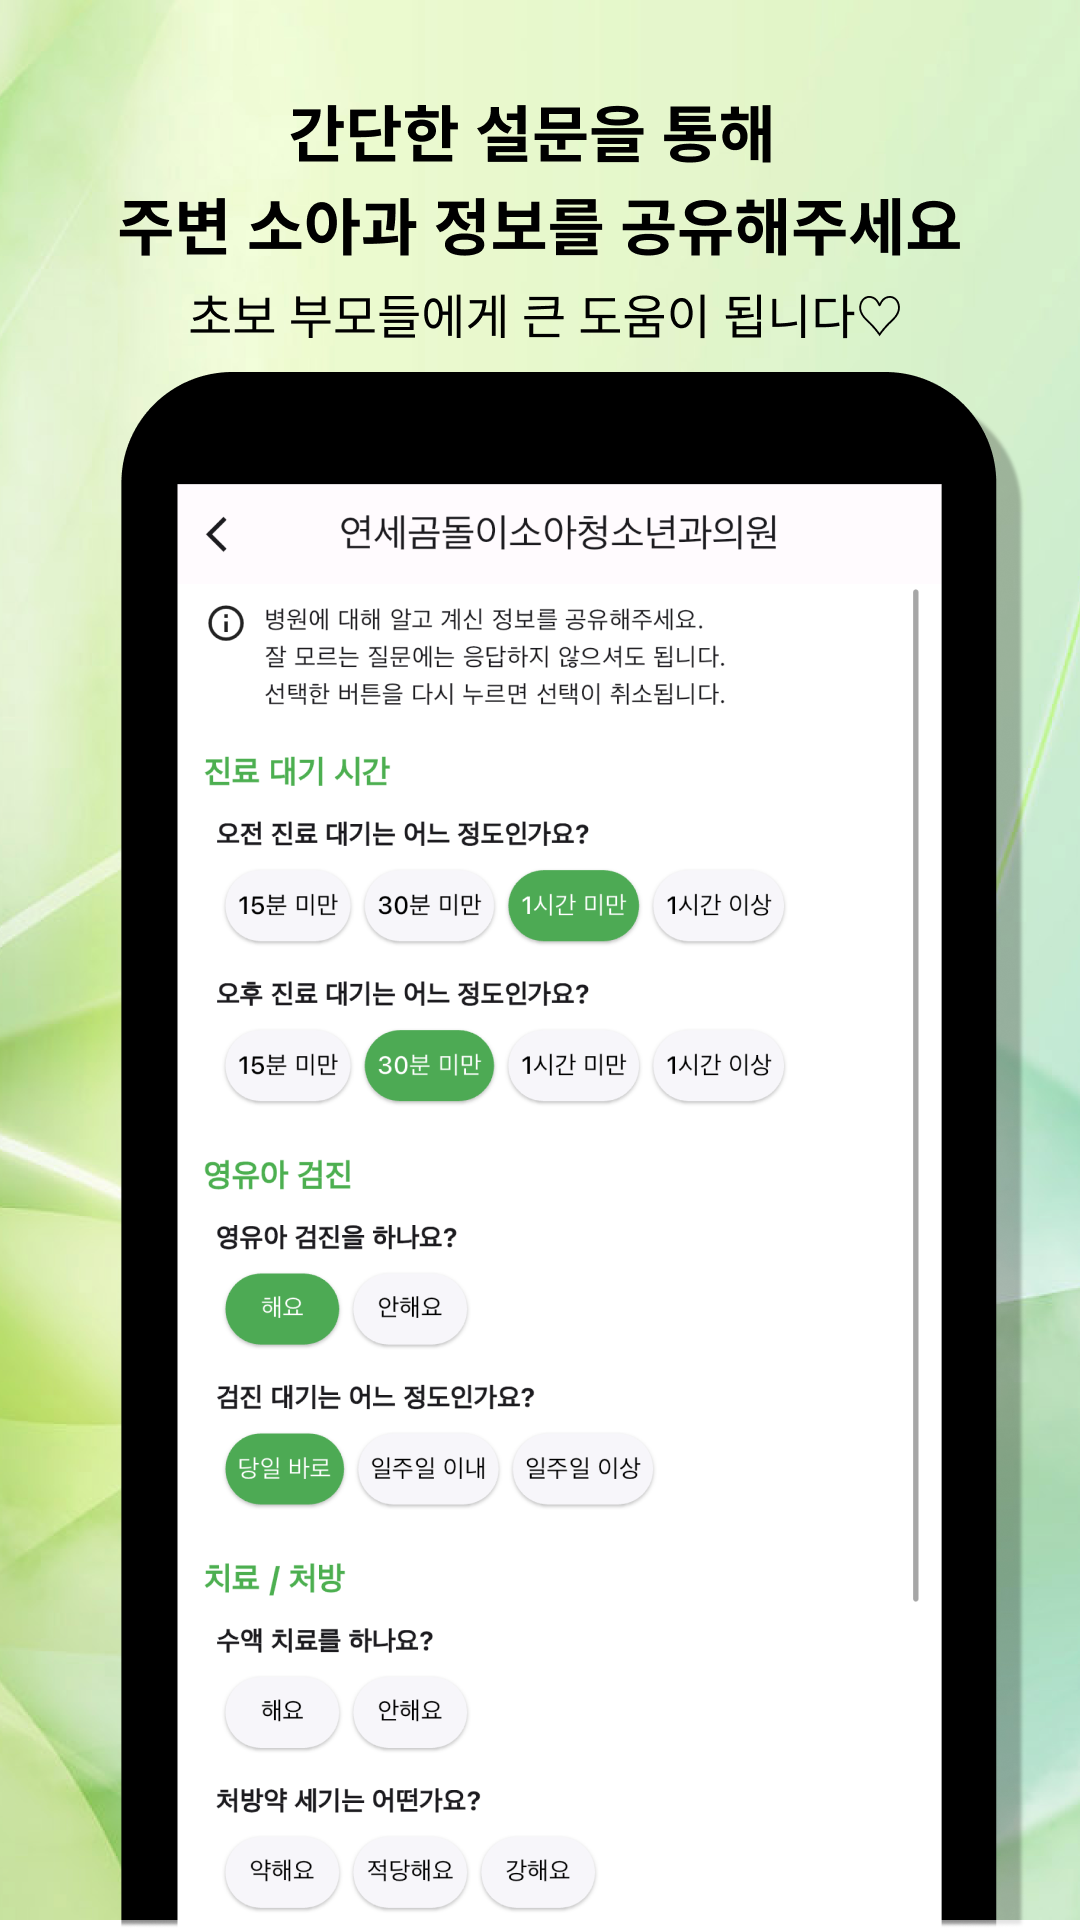 간단한 설문을 통해
주변 소아과 정보를 공유해주세요
초보 부모들에게 큰 도움이 됩니다♡
연세곰돌이소아청소년과의원
병원에 대해 알고 계신 정보를 공유해주세요.
잘 모르는 질문에는 응답하지 않으셔도 됩니다.
선택한 버튼을 다시 누르면 선택이 취소됩니다.
진료 대기 시간
오전 진료 대기는 어느 정도인가요?
15분 미만 30분 미만 1시간 미만 1시간 이상
오후 진료 대기는 어느 정도인가요?
15분 미만 30분 미만 1시간 미만 1시간 이상
영유아 검진
영유아 검진을 하나요?
해요 안해요
검진 대기는 어느 정도인가요?
당일 바로 일주일 이내 일주일 이상
치료 / 처방
수액 치료를 하나요?
해요 안해요
처방약 세기는 어떤가요?
약해요 적당해요 강해요